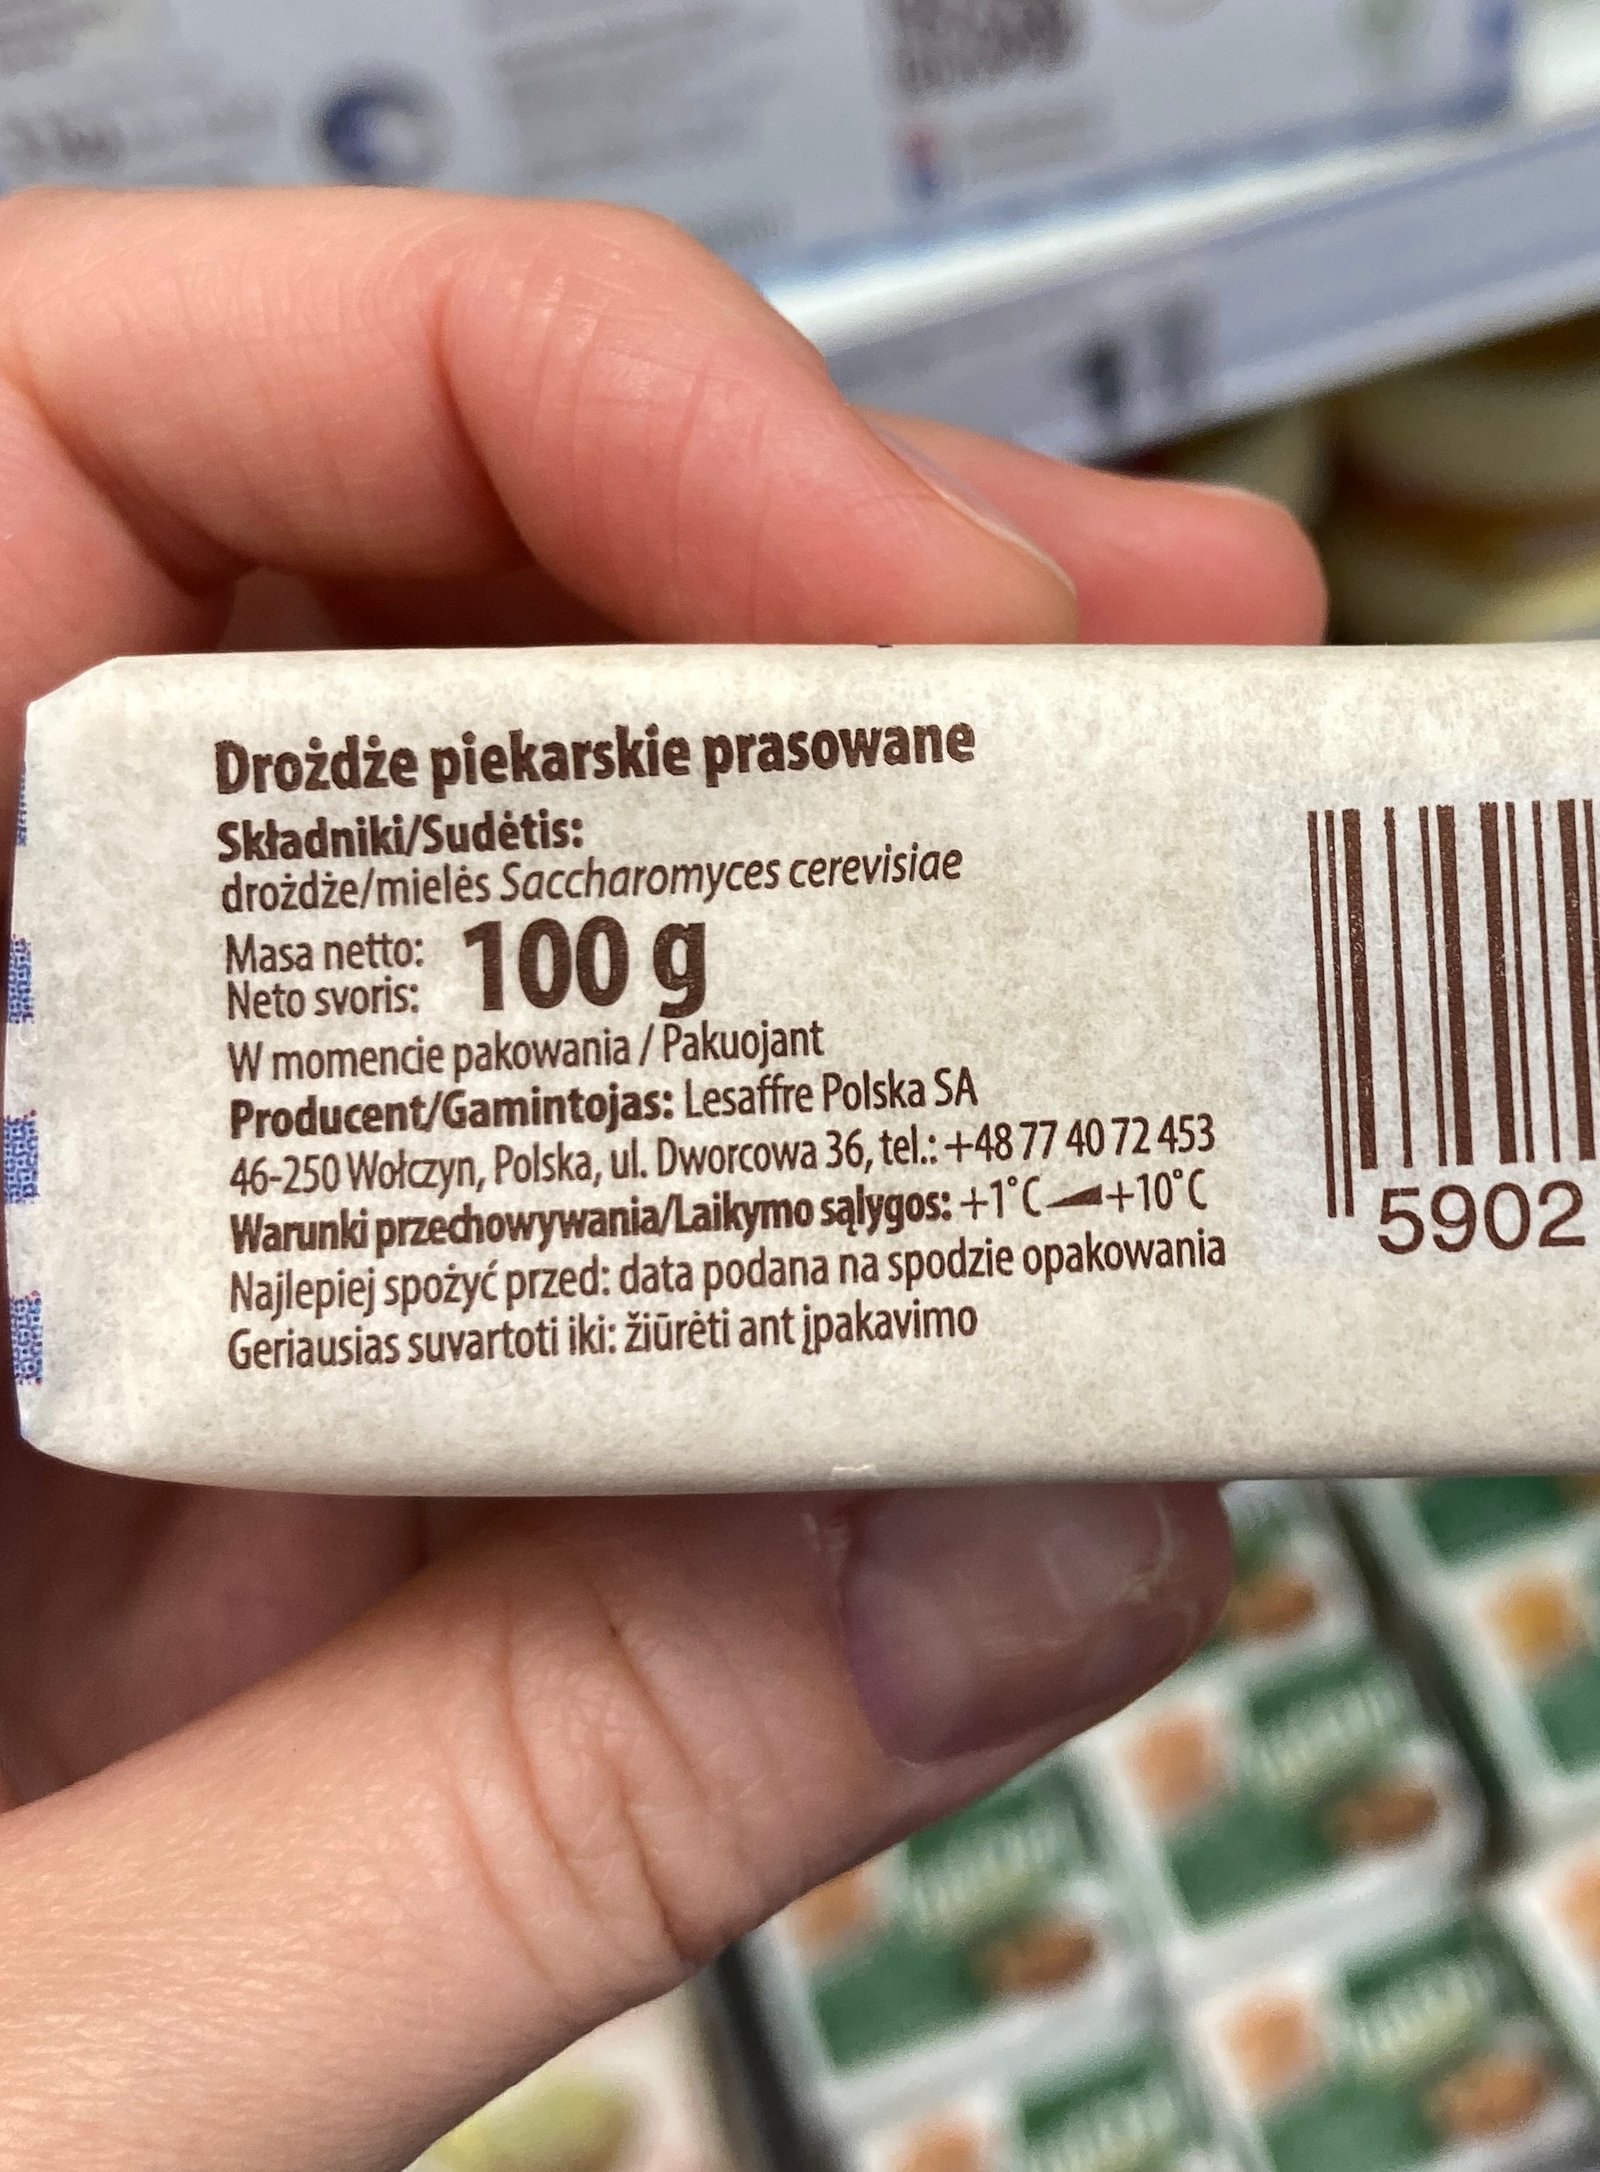 Drożdże piekarskie prasowane
Składniki/Sudėtis:
drożdże/mielės Saccharomyces cerevisiae
Masa netto: 100 g
Neto svoris:
W momencie pakowania / Pakuojant
Producent/Gamintojas: Lesaffre Polska SA
46-250 Wołczyn, Polska, ul. Dworcowa 36, tel.: +48 77 40 72 453
Warunki przechowywania/Laikymo sąlygos: +1°C +10°C
Najlepiej spożyć przed: data podana na spodzie opakowania
Geriausias suvartoti iki: žiūrėti ant įpakavimo
5902